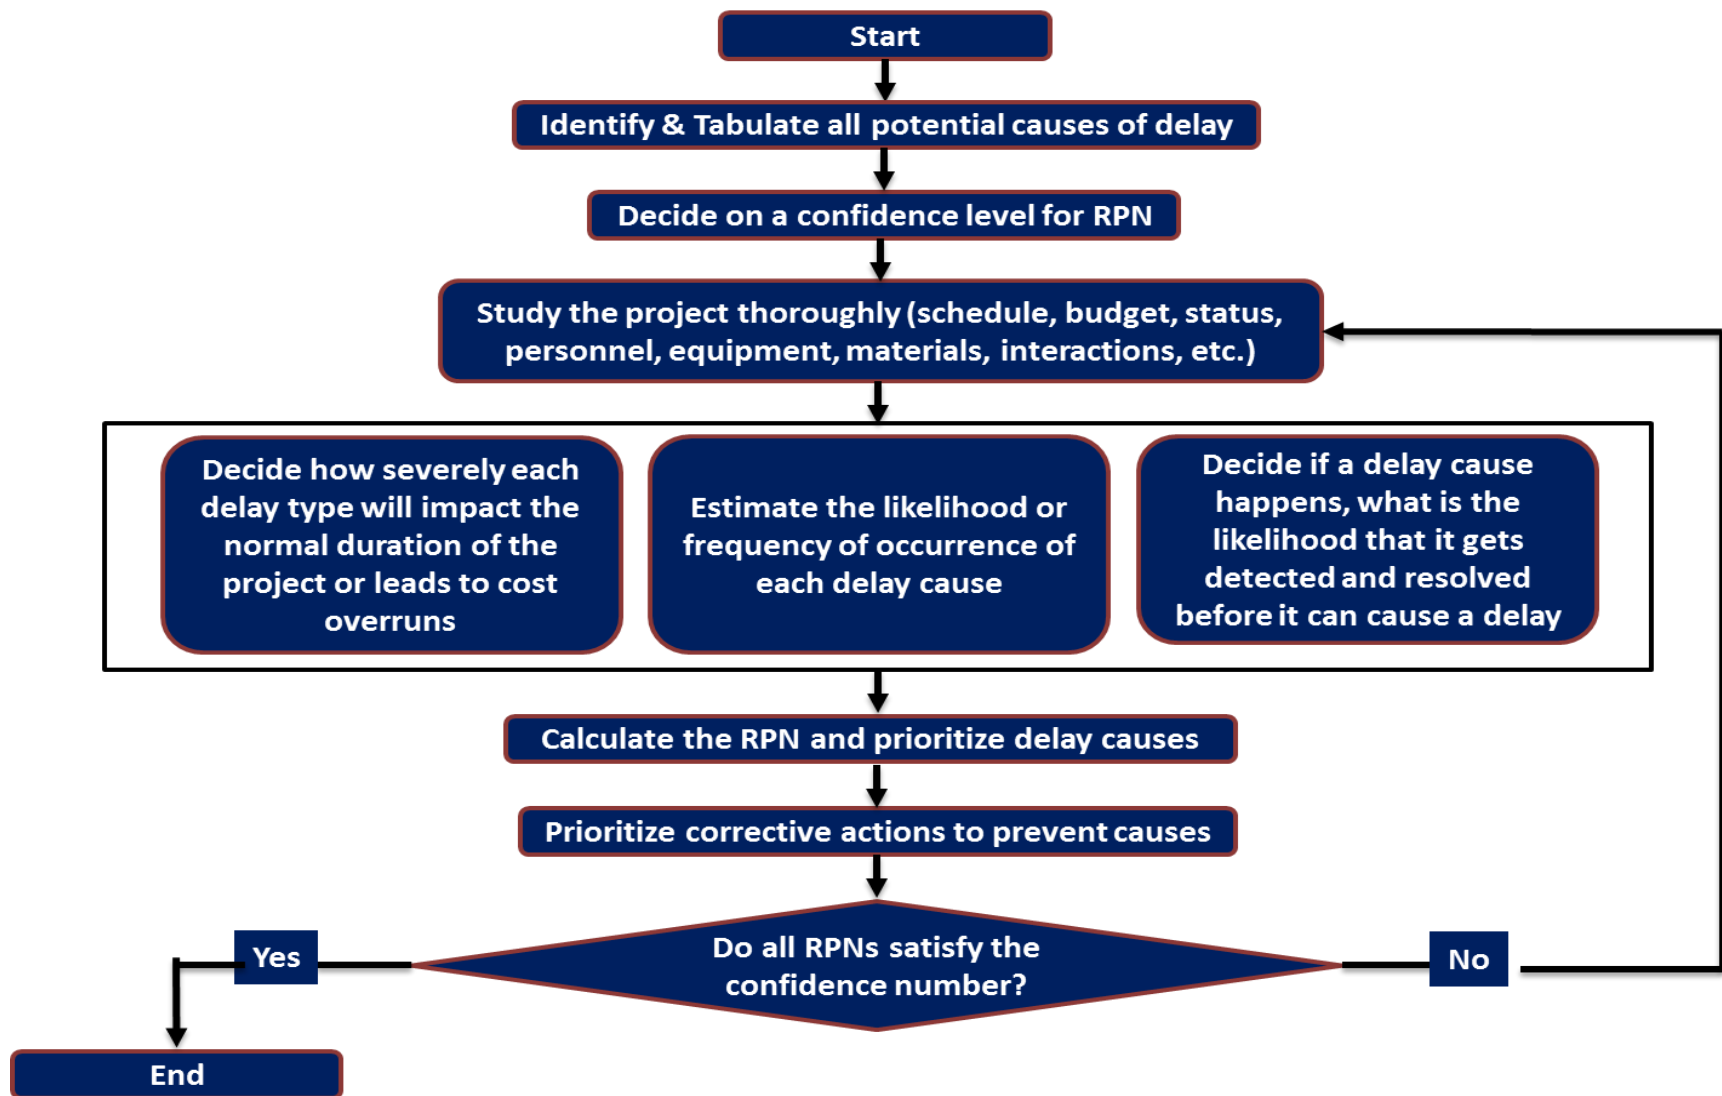 Start
Identify & Tabulate all potential causes of delay
Decide on a confidence level for RPN
Study the project thoroughly (schedule, budget, status,
personnel, equipment, materials, interactions, etc.)
Decide how severely each
delay type will impact the
normal duration of the
project or leads to cost
overruns
Estimate the likelihood or
frequency of occurrence of
each delay cause
Decide if a delay cause
happens, what is the
likelihood that it gets
detected and resolved
before it can cause a delay
Calculate the RPN and prioritize delay causes
Prioritize corrective actions to prevent causes
Do all RPNs satisfy the
confidence number?
Yes
No
End